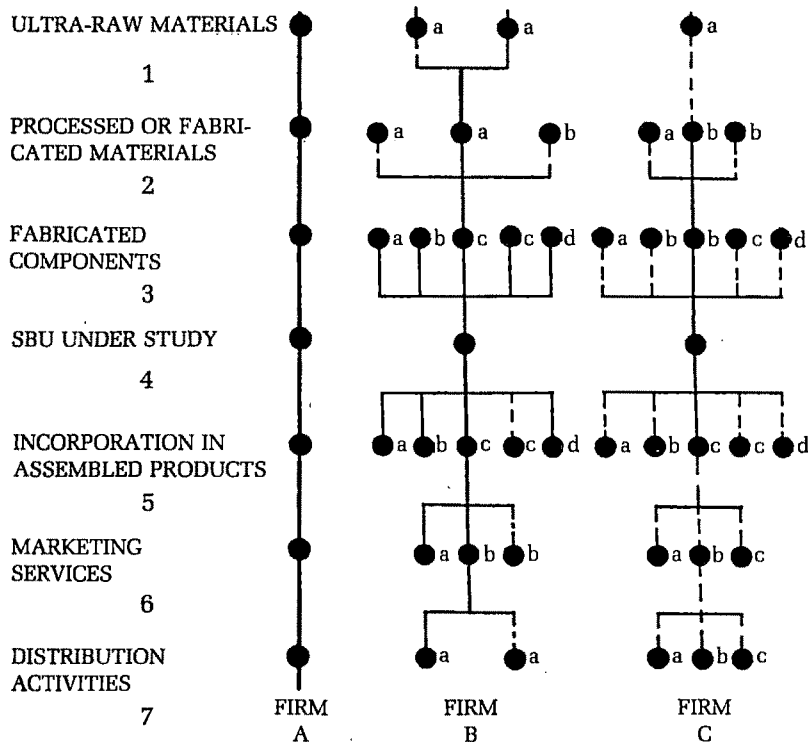 ULTRA-RAW MATERIALS
a a a
1
PROCESSED OR FABRI-
CATED MATERIALS
a a b a b b
2
FABRICATED
COMPONENTS
a b c c d a b b c d
3
SBU UNDER STUDY
4
INCORPORATION IN
ASSEMBLED PRODUCTS
a b c c d a b c c d
5
MARKETING
SERVICES
a b b a b c
6
DISTRIBUTION
ACTIVITIES
a a a b c
7
FIRM
A
FIRM
B
FIRM
C